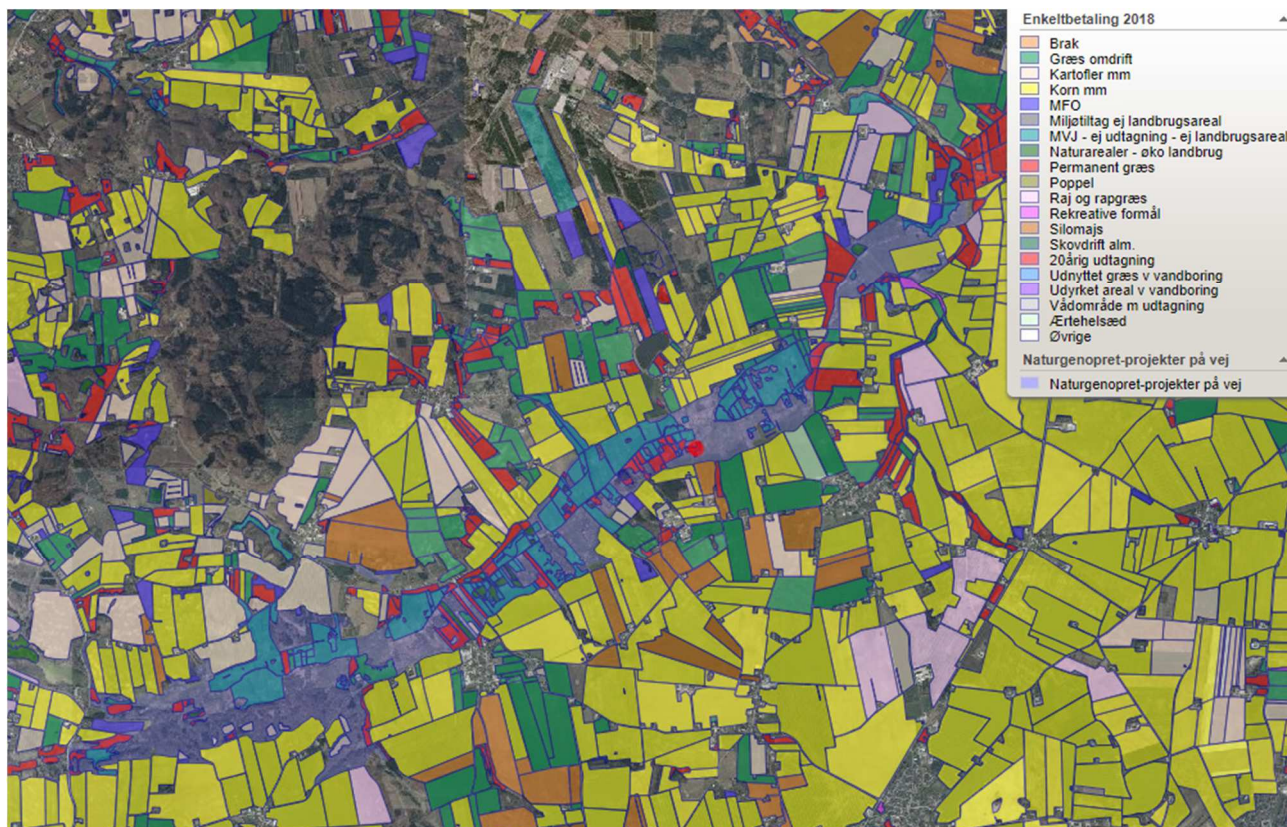 Enkeltbetaling 2018
Brak
Græs omdrift
Kartofler mm
Korn mm
MFO
Miljøtiltag ej landbrugsareal
MVJ - ej udtagning - ej landbrugsareal
Naturarealer - øko landbrug
Permanent græs
Poppel
Raj og rapgræs
Rekreative formål
Silomajs
Skovdrift alm.
20årig udtagning
Udnyttet græs v vandboring
Udyrket areal v vandboring
Vådområde m udtagning
Ærtehelsæd
Øvrige
Naturgenopret-projekter på vej
Naturgenopret-projekter på vej